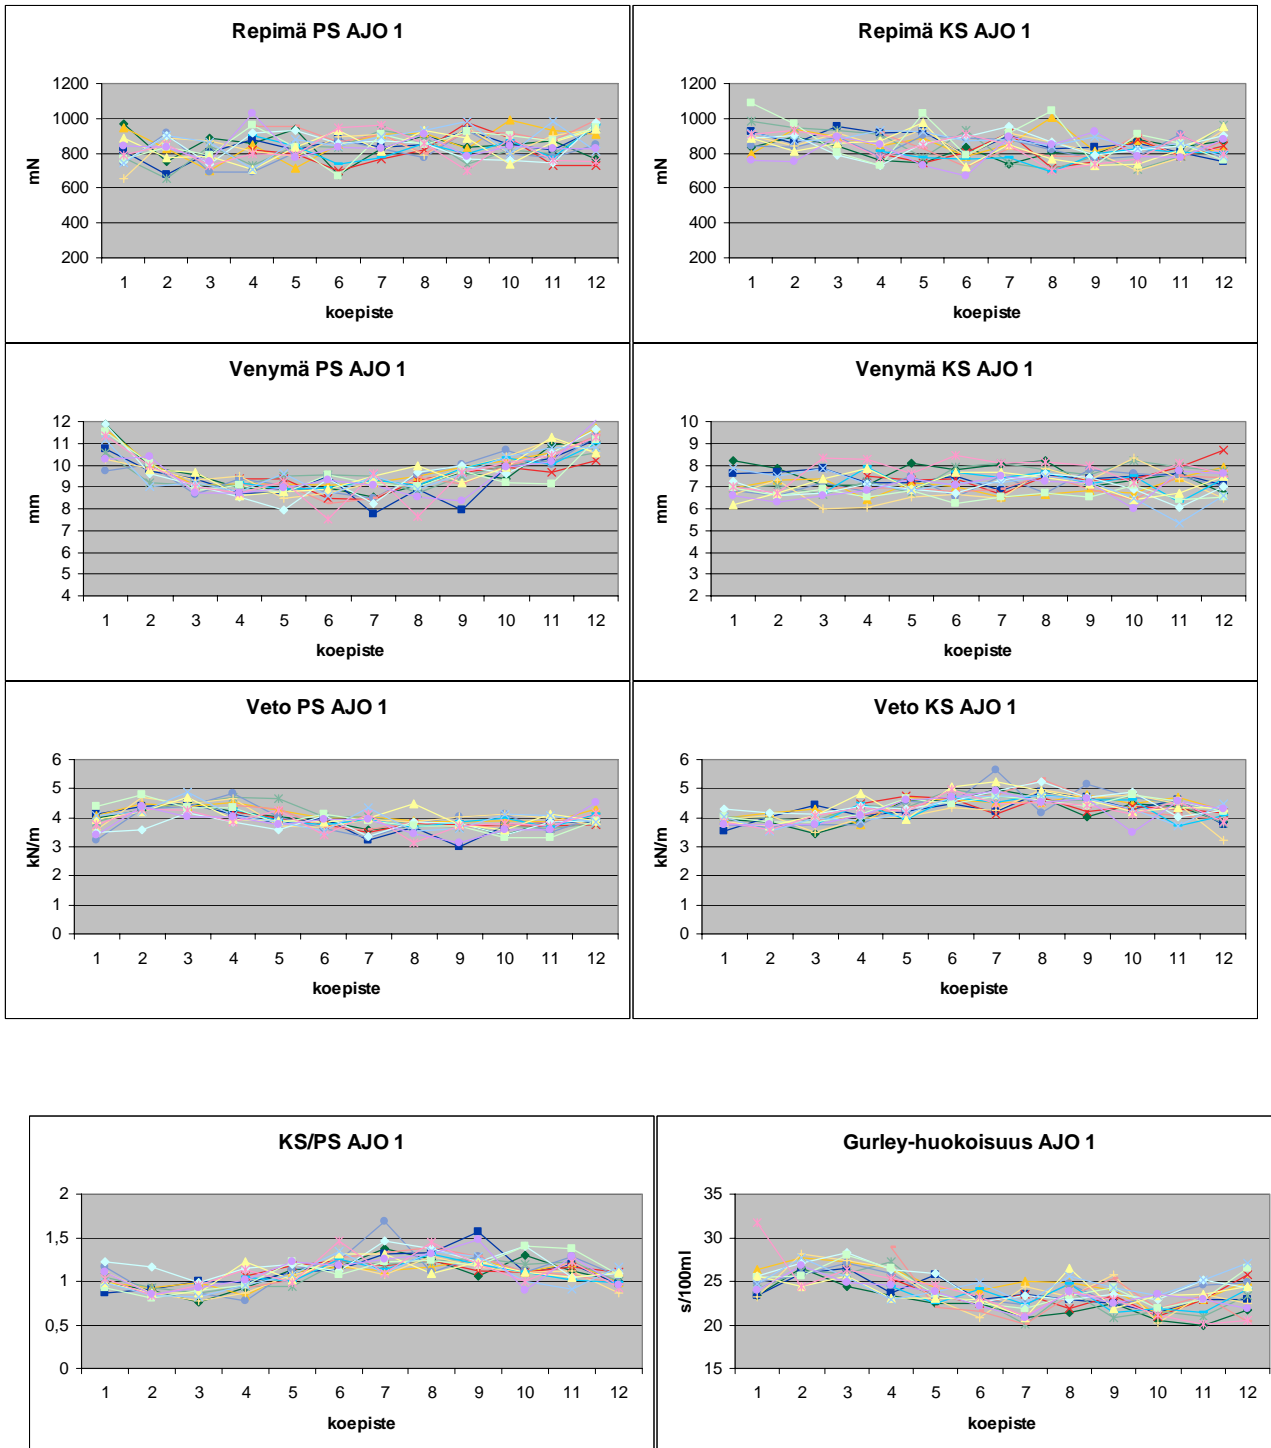 Repimä PS AJO 1
1200
1000
800
600
400
200
mN
1 2 3 4 5 6 7 8 9 10 11 12
koepiste
Repimä KS AJO 1
1200
1000
800
600
400
200
mN
1 2 3 4 5 6 7 8 9 10 11 12
koepiste
Venymä PS AJO 1
12
11
10
9
8
7
6
5
4
mm
1 2 3 4 5 6 7 8 9 10 11 12
koepiste
Venymä KS AJO 1
10
9
8
7
6
5
4
3
2
mm
1 2 3 4 5 6 7 8 9 10 11 12
koepiste
Veto PS AJO 1
6
5
4
3
2
1
0
kN/m
1 2 3 4 5 6 7 8 9 10 11 12
koepiste
Veto KS AJO 1
6
5
4
3
2
1
0
kN/m
1 2 3 4 5 6 7 8 9 10 11 12
koepiste
KS/PS AJO 1
2
1,5
1
0,5
0
1 2 3 4 5 6 7 8 9 10 11 12
koepiste
Gurley-huokoisuus AJO 1
35
30
25
20
15
s/100ml
1 2 3 4 5 6 7 8 9 10 11 12
koepiste